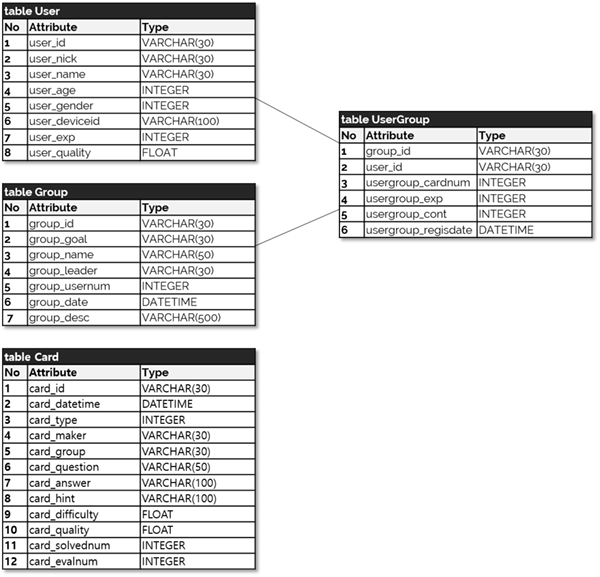 table User
No Attribute Type
1 user_id VARCHAR(30)
2 user_nick VARCHAR(30)
3 user_name VARCHAR(30)
4 user_age INTEGER
5 user_gender INTEGER
6 user_deviceid VARCHAR(100)
7 user_exp INTEGER
8 user_quality FLOAT
table Group
No Attribute Type
1 group_id VARCHAR(30)
2 group_goal VARCHAR(30)
3 group_name VARCHAR(50)
4 group_leader VARCHAR(30)
5 group_usernum INTEGER
6 group_date DATETIME
7 group_desc VARCHAR(500)
table UserGroup
No Attribute Type
1 group_id VARCHAR(30)
2 user_id VARCHAR(30)
3 usergroup_cardnum INTEGER
4 usergroup_exp INTEGER
5 usergroup_cont INTEGER
6 usergroup_regisdate DATETIME
table Card
No Attribute Type
1 card_id VARCHAR(30)
2 card_datetime DATETIME
3 card_type INTEGER
4 card_maker VARCHAR(30)
5 card_group VARCHAR(30)
6 card_question VARCHAR(50)
7 card_answer VARCHAR(100)
8 card_hint VARCHAR(100)
9 card_difficulty FLOAT
10 card_quality FLOAT
11 card_solvednum INTEGER
12 card_evalnum INTEGER